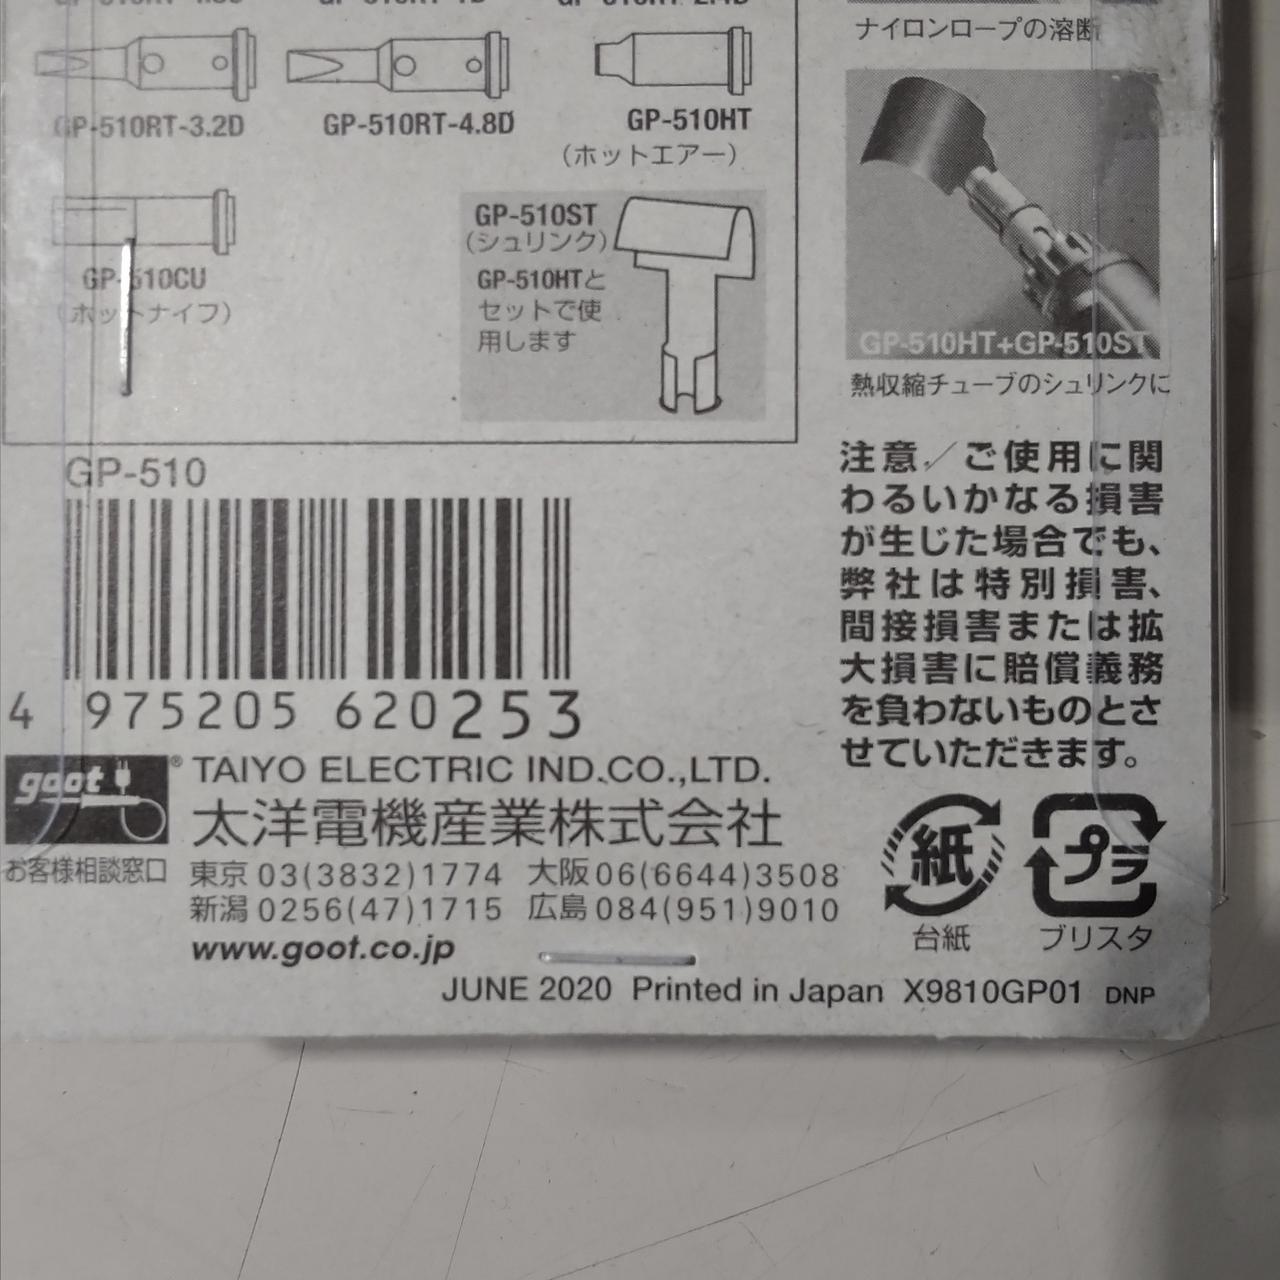 ナイロンロープの溶断
GP-510RT-3.2D
GP-510RT-4.8D
GP-510HT
(ホットエアー)
GP-510CU
(ホットナイフ)
GP-510ST
(シュリンク)
GP-510HTと
セットで使
用します
GP-510HT+GP-510ST
熱収縮チューブのシュリンクに
注意/ご使用に関
わるいかなる損害
が生じた場合でも、
弊社は特別損害、
間接損害または拡
大損害に賠償義務
を負わないものとさ
せていただきます。
GP-510
4 975205 620253
goot® TAIYO ELECTRIC IND.CO.,LTD.
太洋電機産業株式会社
お客様相談窓口
東京 03(3832)1774 大阪 06(6644)3508
新潟 0256(47)1715 広島 084(951)9010
www.goot.co.jp
紙
台紙
プラ
ブリスタ
JUNE 2020 Printed in Japan X9810GP01 DNP